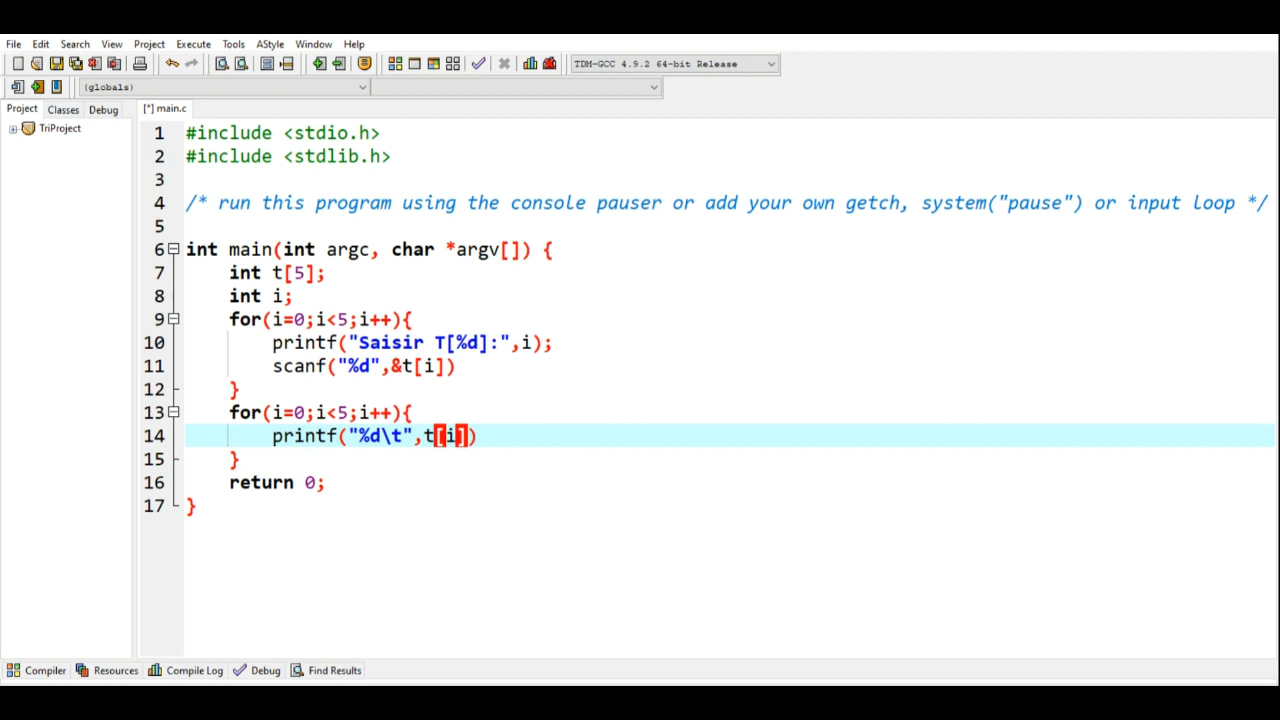 File Edit Search View Project Execute Tools AStyle Window Help
TDM-GCC 4.9.2 64-bit Release
(globals)
Project Classes Debug [*] main.c
TriProject
1 #include <stdio.h>
2 #include <stdlib.h>
3
4 /* run this program using the console pauser or add your own getch, system("pause") or input loop */
5
6 int main(int argc, char *argv[]) {
7 int t[5];
8 int i;
9 for(i=0;i<5;i++){
10 printf("Saisir T[%d]:",i);
11 scanf("%d",&t[i])
12 }
13 for(i=0;i<5;i++){
14 printf("%d\t",t[i])
15 }
16 return 0;
17 }
Compiler Resources Compile Log Debug Find Results